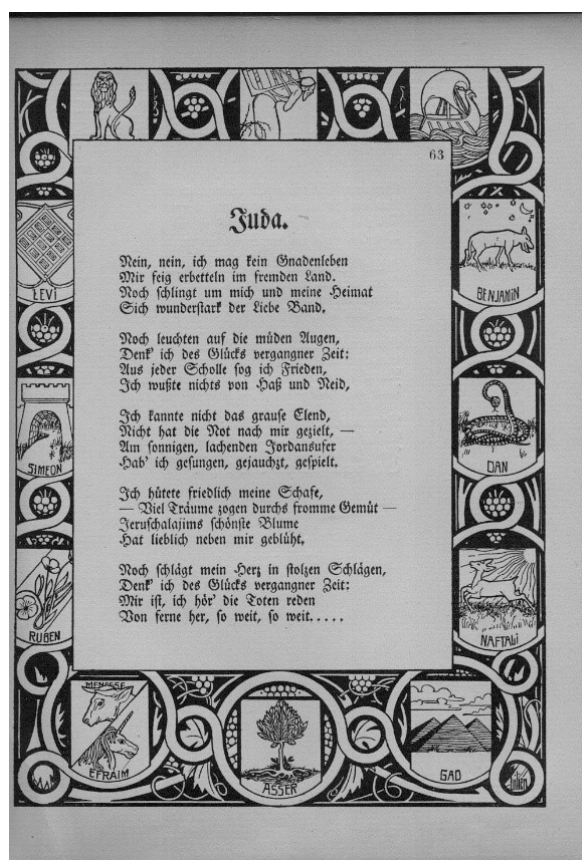 63
Juda.
Nein, nein, ich mag kein Gnadenleben
Mir feig erbetteln im fremden Land.
Noch schlingt um mich und meine Heimat
Sich wunderstark der Liebe Band.
Noch leuchten auf die müden Augen,
Denk' ich des Glücks vergangner Zeit:
Aus jeder Scholle sog ich Frieden,
Ich wußte nichts von Haß und Neid,
Ich kannte nicht das grause Elend,
Nicht hat die Not nach mir gezielt, —
Am sonnigen, lachenden Jordansufer
Hab' ich gesungen, gejauchzt, gespielt.
Ich hütete friedlich meine Schafe,
— Viel Träume zogen durchs fromme Gemüt —
Jeruschalajims schönste Blume
Hat lieblich neben mir geblüht.
Noch schlägt mein Herz in stolzen Schlägen,
Denk' ich des Glücks vergangner Zeit:
Mir ist, ich hör' die Toten reden
Von ferne her, so weit, so weit.....
LEVI
BENJAMIN
SIMEON
DAN
RUBEN
NAFTALI
MENESSE
EFRAIM
ASSER
GAD